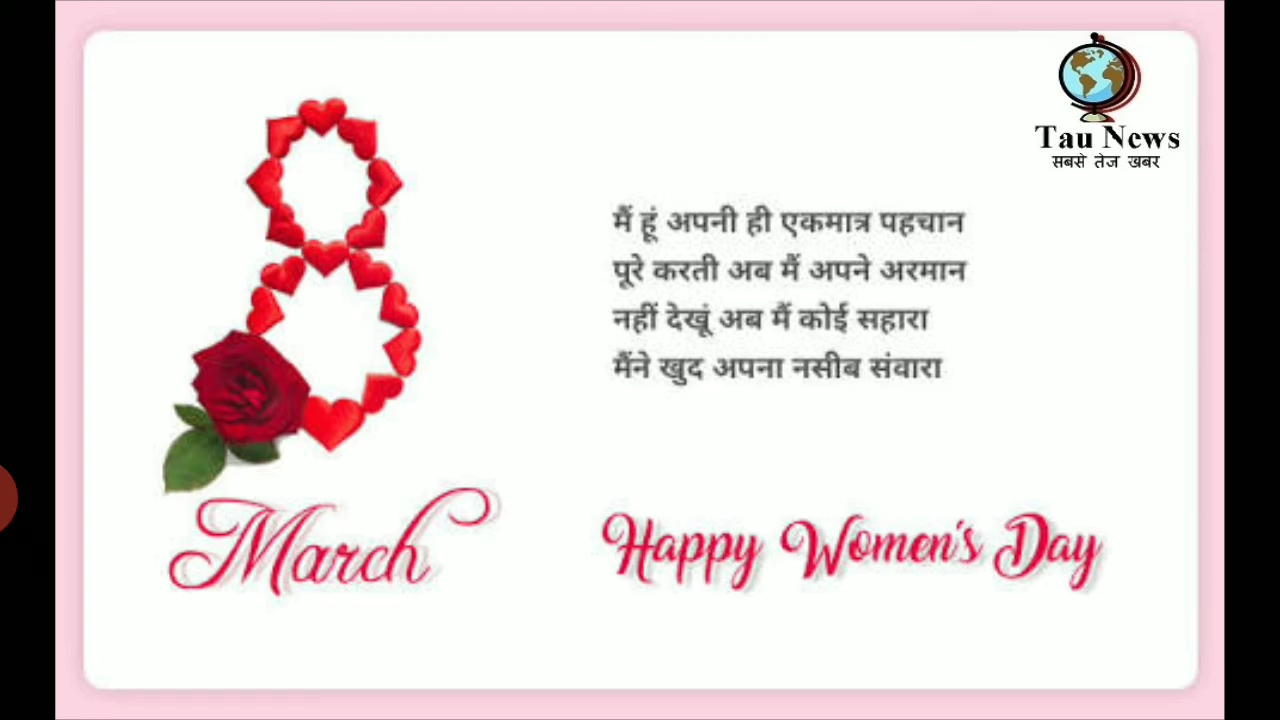 Tau News
सबसे तेज खबर
मैं हूं अपनी ही एकमात्र पहचान
पूरे करती अब मैं अपने अरमान
नहीं देखूं अब मैं कोई सहारा
मैंने खुद अपना नसीब संवारा
8
March
Happy Women's Day